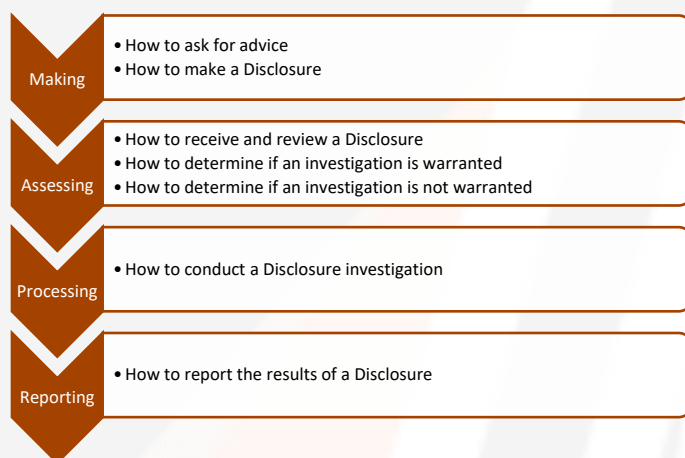 Making
• How to ask for advice
• How to make a Disclosure
Assessing
• How to receive and review a Disclosure
• How to determine if an investigation is warranted
• How to determine if an investigation is not warranted
Processing
• How to conduct a Disclosure investigation
Reporting
• How to report the results of a Disclosure